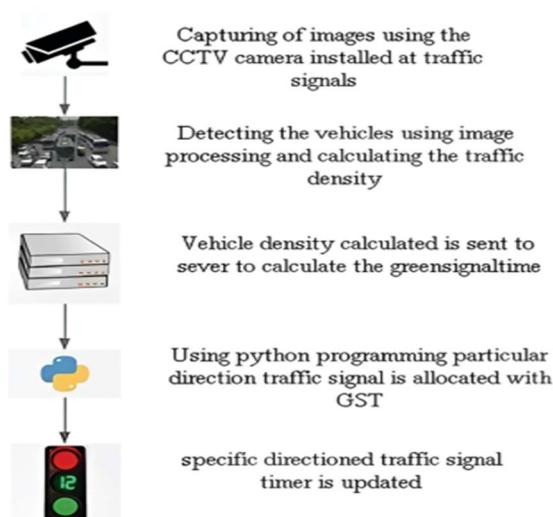 Capturing of images using the
CCTV camera installed at traffic
signals
Detecting the vehicles using image
processing and calculating the traffic
density
Vehicle density calculated is sent to
sever to calculate the greensignaltime
Using python programming particular
direction traffic signal is allocated with
GST
12
specific directioned traffic signal
timer is updated